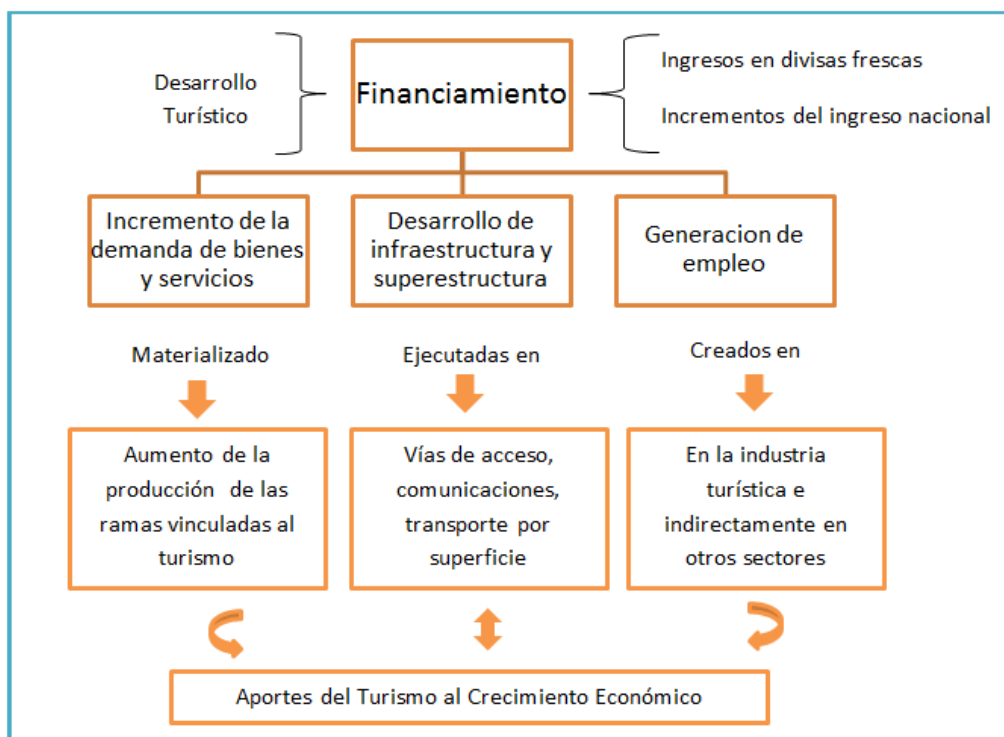 Desarrollo
Turístico
Financiamiento
Ingresos en divisas frescas
Incrementos del ingreso nacional
Incremento de la
demanda de bienes
y servicios
Desarrollo de
infraestructura y
superestructura
Generacion de
empleo
Materializado
Ejecutadas en
Creados en
Aumento de la
producción de las
ramas vinculadas al
turismo
Vías de acceso,
comunicaciones,
transporte por
superficie
En la industria
turística e
indirectamente en
otros sectores
Aportes del Turismo al Crecimiento Económico